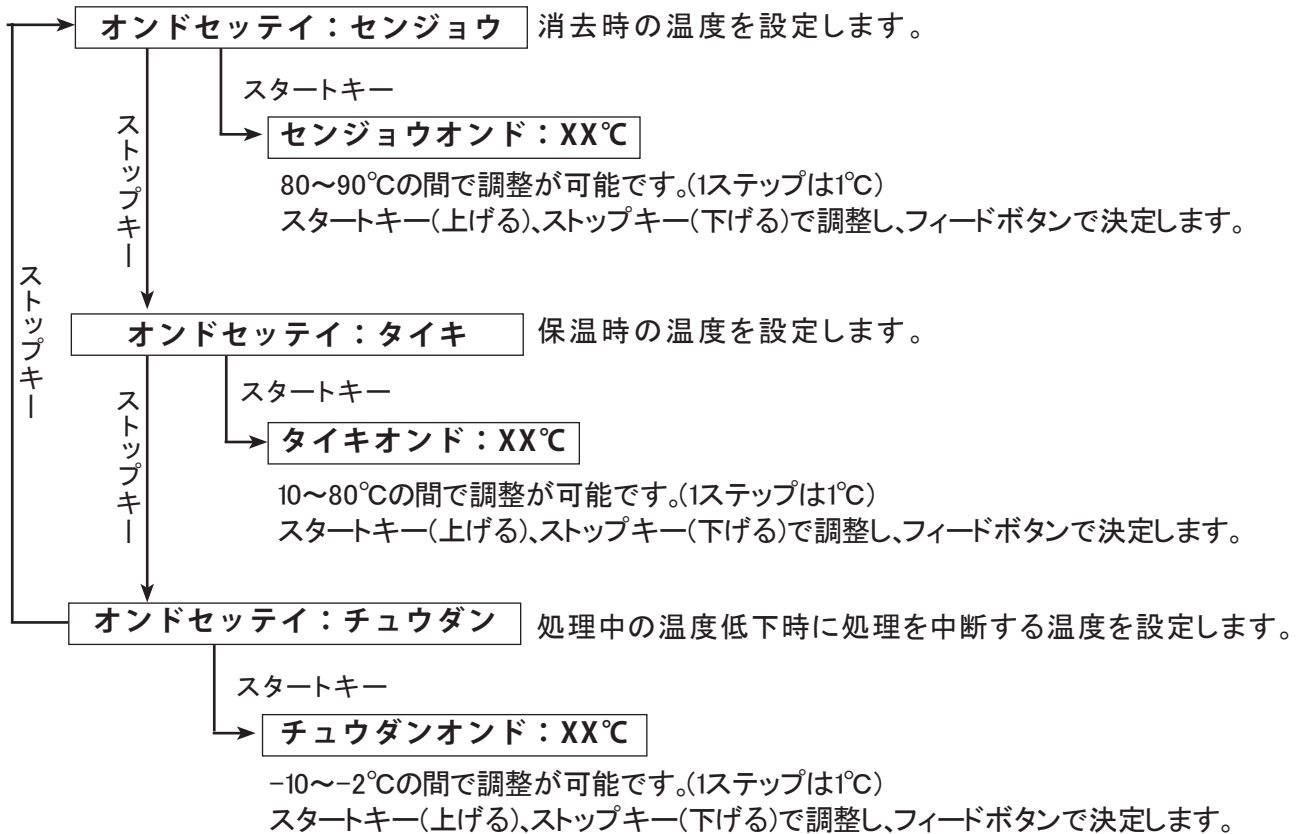 オンドセッテイ：センジョウ 消去時の温度を設定します。
スタートキー
ストップキー
センジョウオンド：XX℃
80～90℃の間で調整が可能です。(1ステップは1℃)
スタートキー(上げる)、ストップキー(下げる)で調整し、フィードボタンで決定します。
ストップキー
オンドセッテイ：タイキ 保温時の温度を設定します。
スタートキー
ストップキー
タイキオンド：XX℃
10～80℃の間で調整が可能です。(1ステップは1℃)
スタートキー(上げる)、ストップキー(下げる)で調整し、フィードボタンで決定します。
オンドセッテイ：チュウダン 処理中の温度低下時に処理を中断する温度を設定します。
スタートキー
チュウダンオンド：XX℃
-10～-2℃の間で調整が可能です。(1ステップは1℃)
スタートキー(上げる)、ストップキー(下げる)で調整し、フィードボタンで決定します。